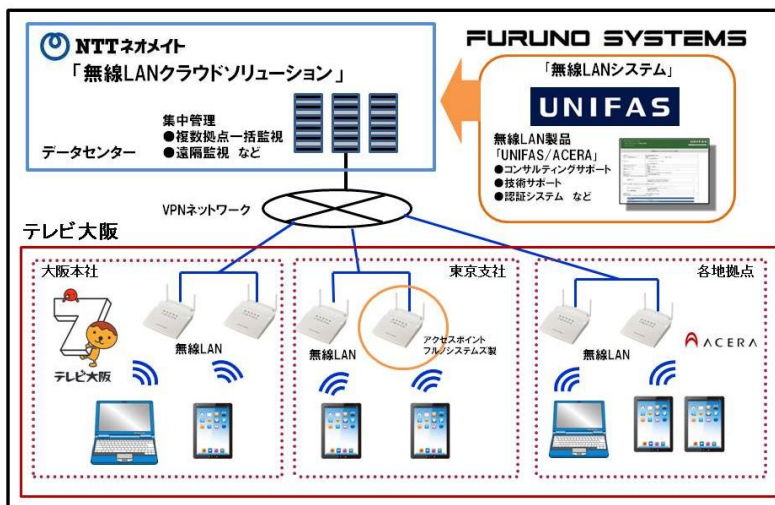 NTTネオメイト
「無線LANクラウドソリューション」
集中管理
●複数拠点一括監視
●遠隔監視 など
データセンター
FURUNO SYSTEMS
「無線LANシステム」
UNIFAS
無線LAN製品
「UNIFAS/ACERA」
●コンサルティングサポート
●技術サポート
●認証システム など
VPNネットワーク
テレビ大阪
大阪本社
テレビ大阪
無線LAN
東京支社
無線LAN
アクセスポイント
フルノシステムズ製
各地拠点
無線LAN
ACERA